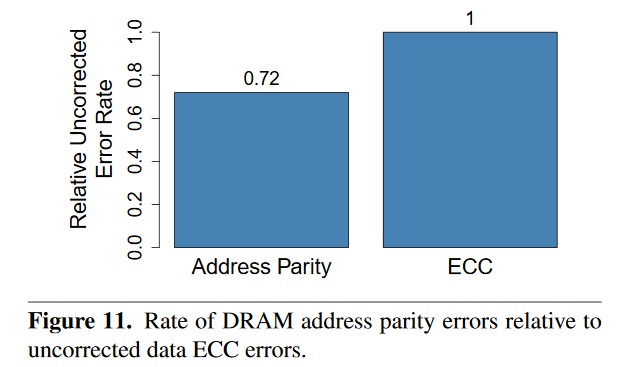 1
0.72
Relative Uncorrected
Error Rate
1.0
0.8
0.6
0.4
0.2
0.0
Address Parity
ECC
Figure 11. Rate of DRAM address parity errors relative to
uncorrected data ECC errors.